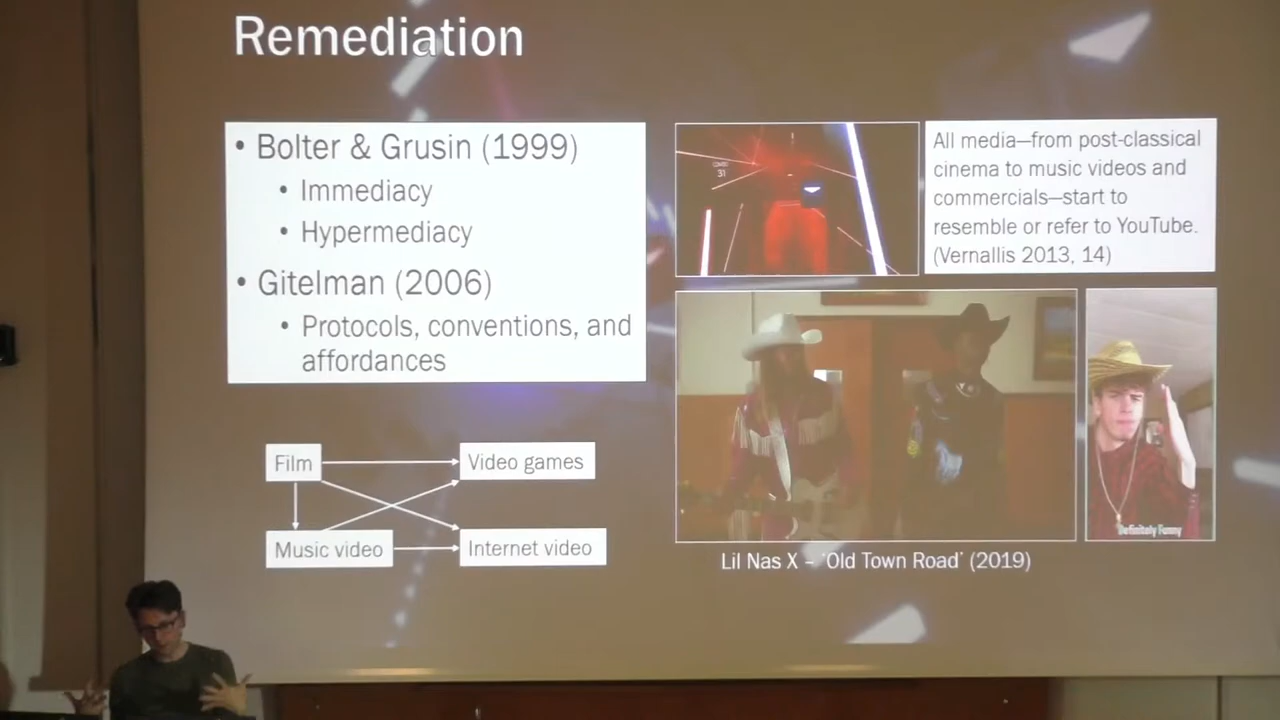 Remediation
• Bolter & Grusin (1999)
• Immediacy
• Hypermediacy
• Gitelman (2006)
• Protocols, conventions, and
affordances
Film
Video games
Music video
Internet video
COMBO
31
All media—from post-classical
cinema to music videos and
commercials—start to
resemble or refer to YouTube.
(Vernallis 2013, 14)
Definitely Funny
Lil Nas X – 'Old Town Road' (2019)